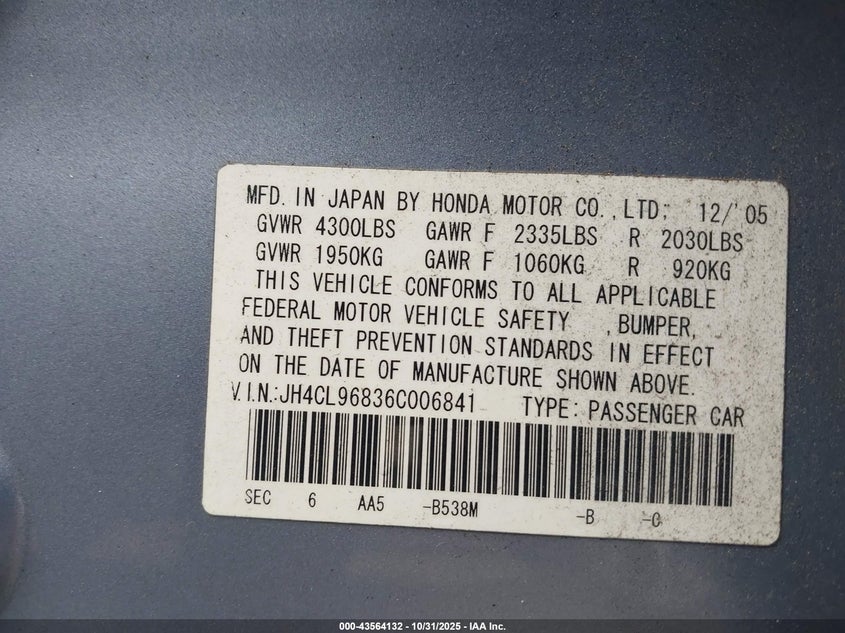 MFD. IN JAPAN BY HONDA MOTOR CO., LTD; 12/'05
GVWR 4300LBS GAWR F 2335LBS R 2030LBS
GVWR 1950KG GAWR F 1060KG R 920KG
THIS VEHICLE CONFORMS TO ALL APPLICABLE
FEDERAL MOTOR VEHICLE SAFETY , BUMPER,
AND THEFT PREVENTION STANDARDS IN EFFECT
ON THE DATE OF MANUFACTURE SHOWN ABOVE.
V.I.N.:JH4CL96836C006841 TYPE:PASSENGER CAR
SEC 6 AA5 -B538M -B -C
000-43564132 - 10/31/2025 - IAA Inc.